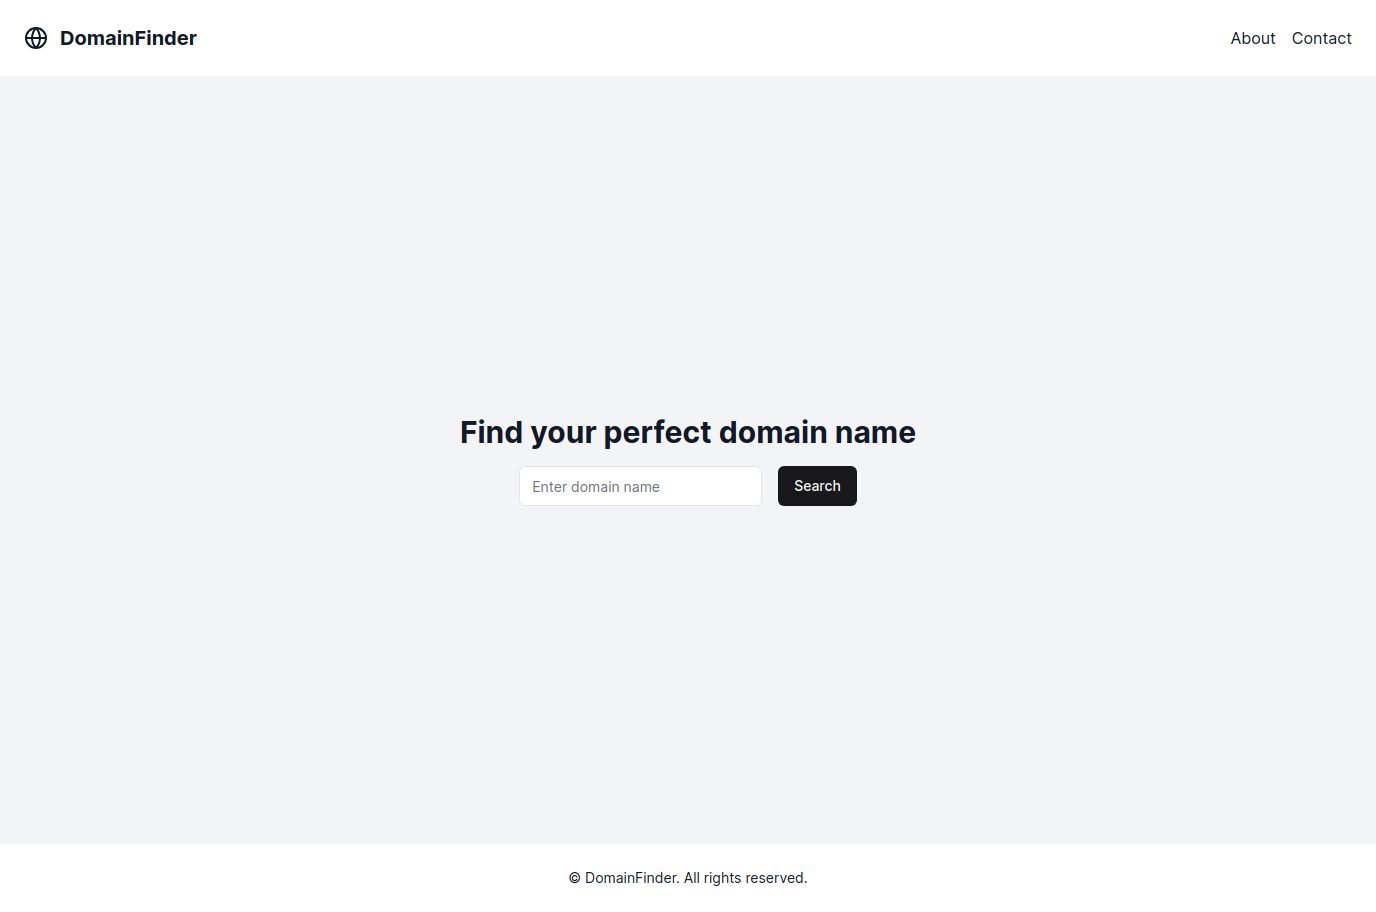 DomainFinder
About Contact
Find your perfect domain name
Enter domain name
Search
© DomainFinder. All rights reserved.